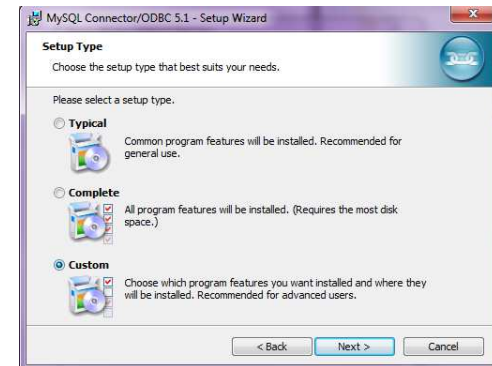 MySQL Connector/ODBC 5.1 - Setup Wizard
Setup Type
Choose the setup type that best suits your needs.
Please select a setup type.
Typical
Common program features will be installed. Recommended for
general use.
Complete
All program features will be installed. (Requires the most disk
space.)
Custom
Choose which program features you want installed and where they
will be installed. Recommended for advanced users.
< Back Next > Cancel